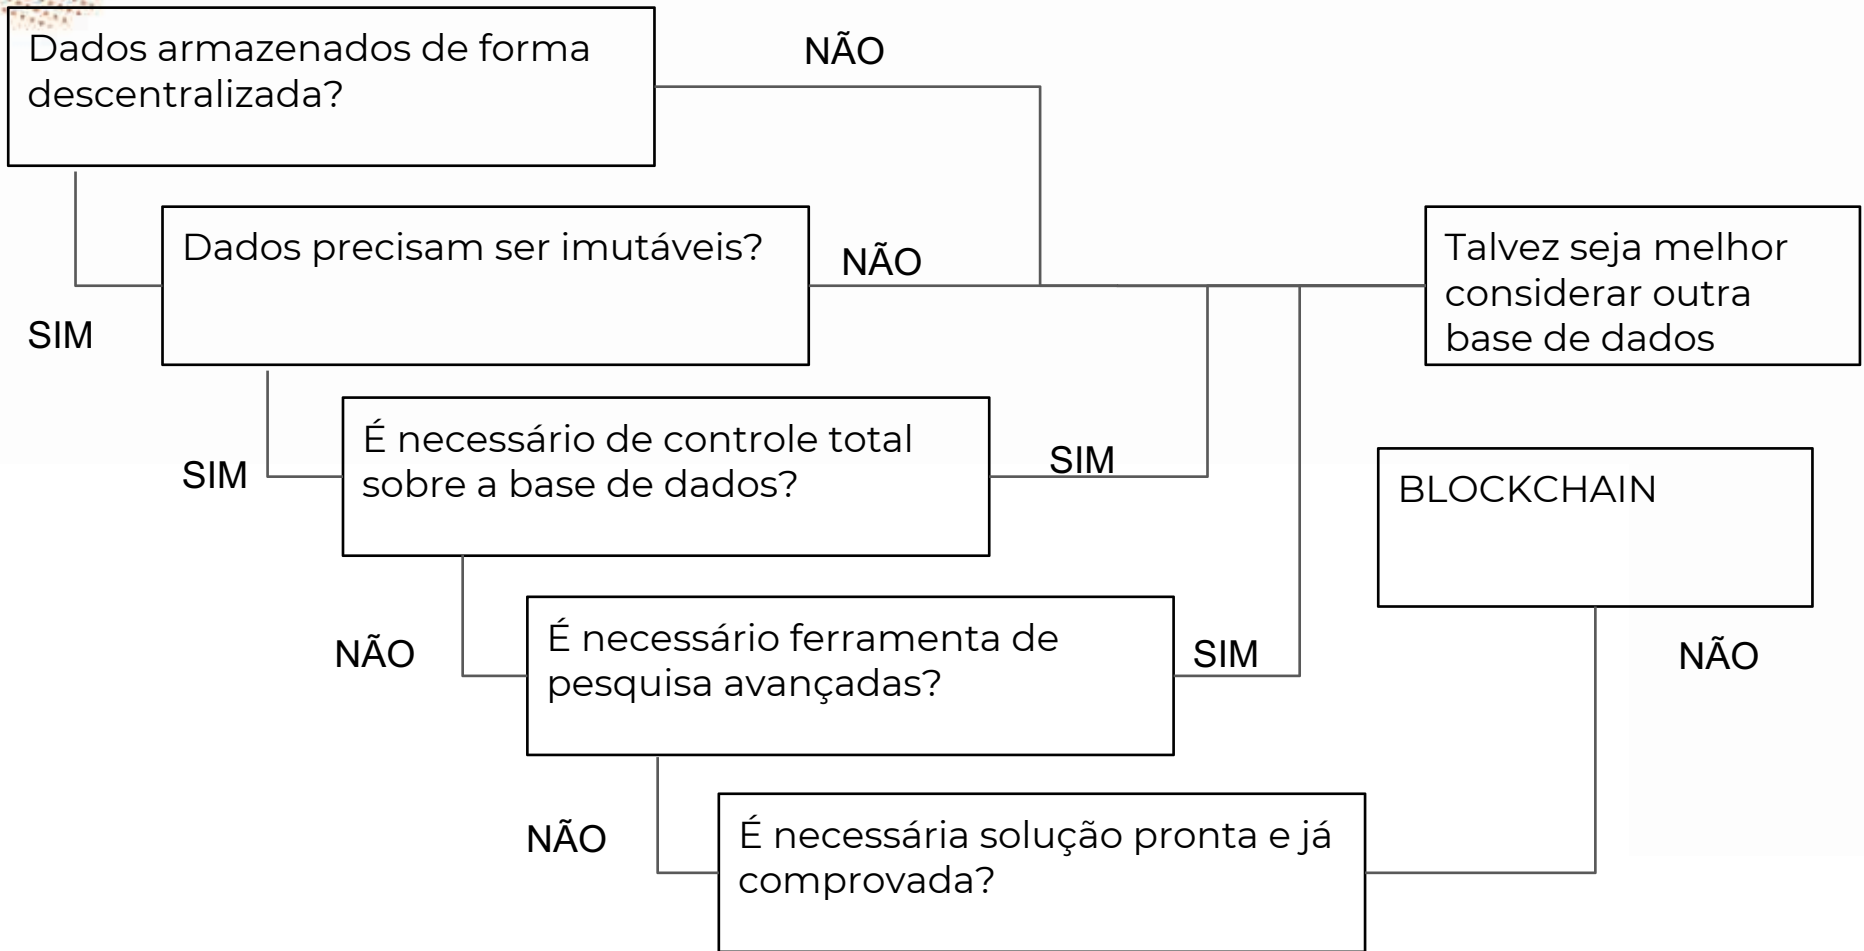 Dados armazenados de forma
descentralizada?
NÃO
SIM
Dados precisam ser imutáveis?
NÃO
Talvez seja melhor
considerar outra
base de dados
SIM
É necessário de controle total
sobre a base de dados?
SIM
BLOCKCHAIN
NÃO
É necessário ferramenta de
pesquisa avançadas?
SIM
NÃO
NÃO
É necessária solução pronta e já
comprovada?